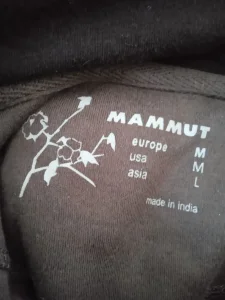 MAMMUT
europe M
usa M
asia L
made in india